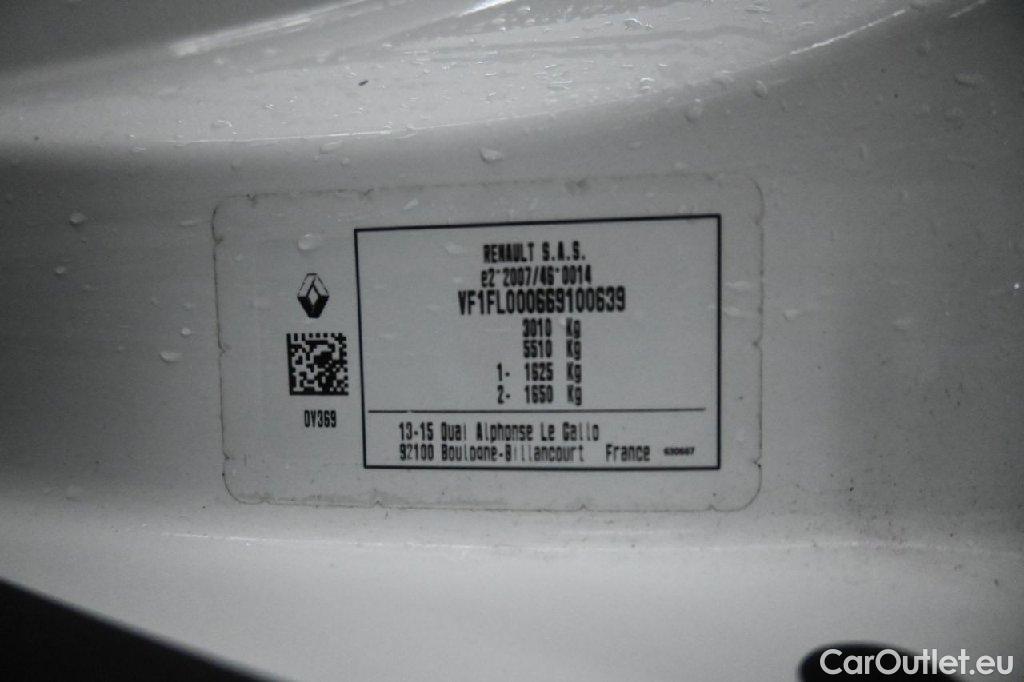 RENAULT S.A.S.
e2*2007/46*0014
VF1FL000669100639
3010 Kg
5510 Kg
1- 1625 Kg
2- 1650 Kg
0V369
13-15 Quai Alphonse Le Gallo
92100 Boulogne-Billancourt France
CarOutlet.eu